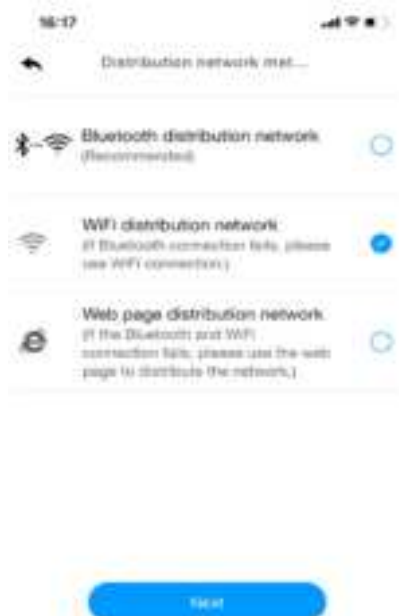 16:17
Distribution network met...
Bluetooth distribution network
(Recommended)
WiFi distribution network
(If Bluetooth connection fails, please
use WiFi connection.)
Web page distribution network
(If the Bluetooth and WiFi
connection fails, please use the web
page to distribute the network.)
Next